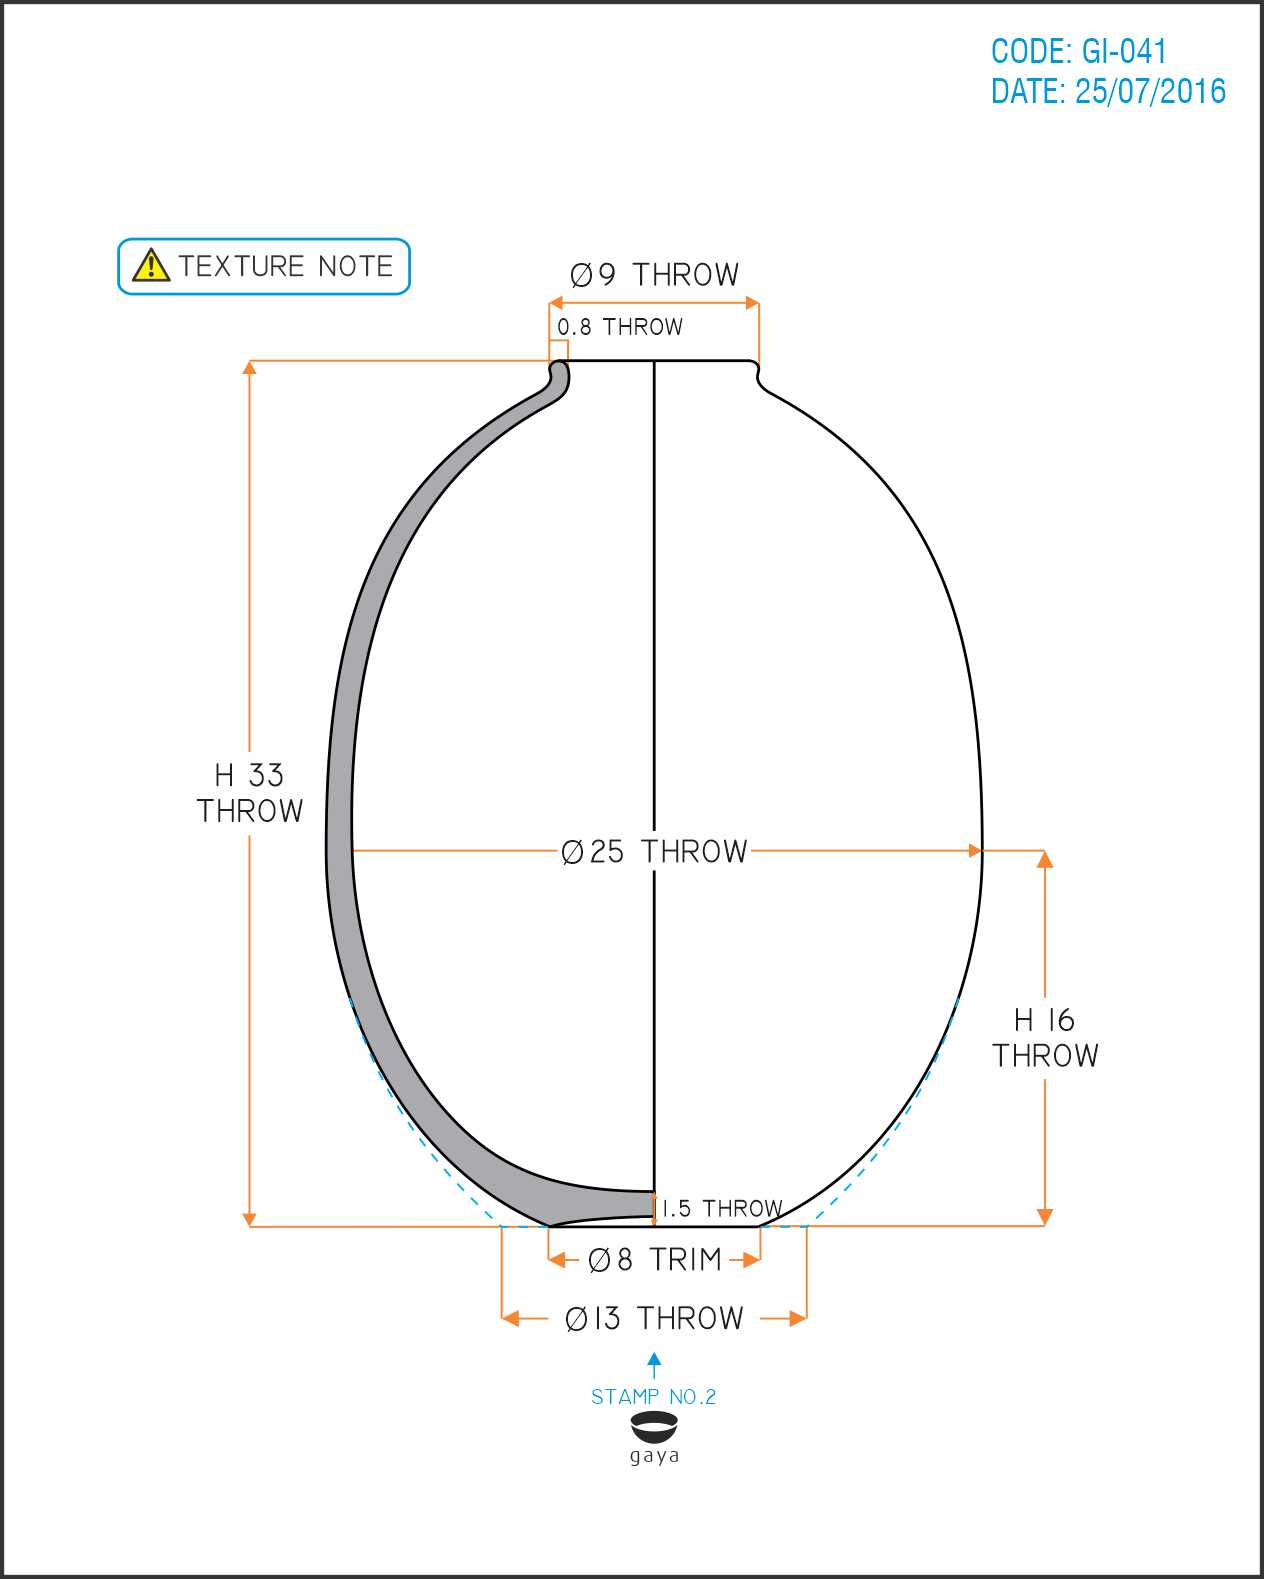 CODE: GI-041
DATE: 25/07/2016
TEXTURE NOTE
Ø9 THROW
0.8 THROW
H 33
THROW
Ø25 THROW
H 16
THROW
1.5 THROW
Ø8 TRIM
Ø13 THROW
STAMP NO.2
gaya